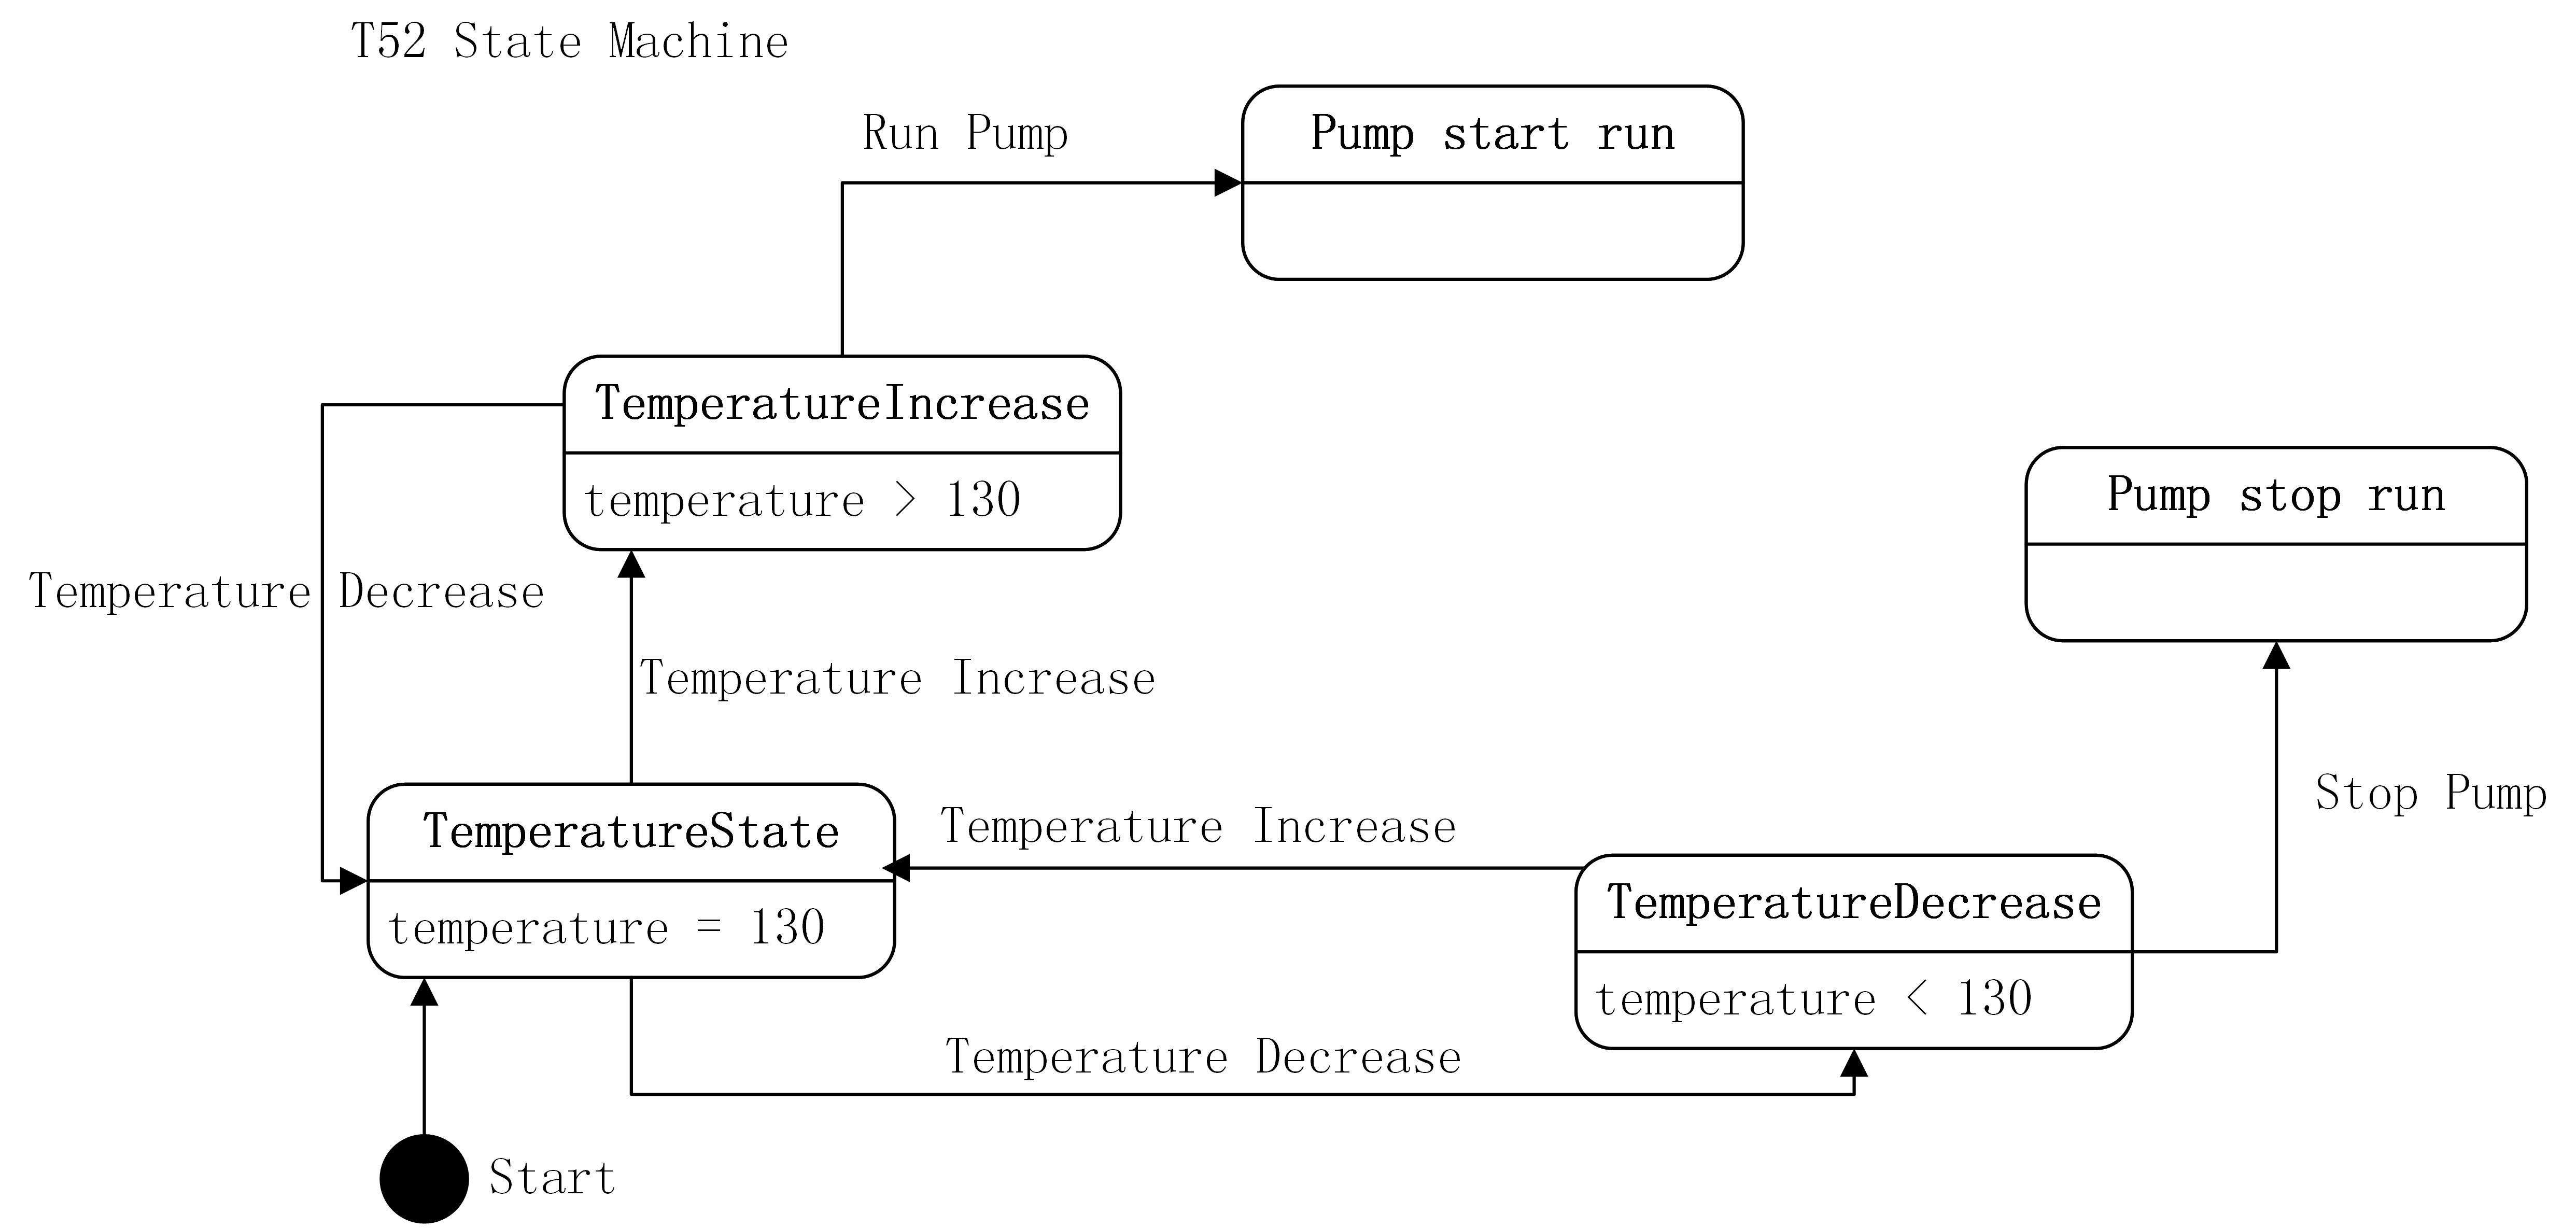 T52 State Machine
Run Pump
Pump start run
TemperatureIncrease
temperature > 130
Pump stop run
Temperature Decrease
Temperature Increase
Stop Pump
TemperatureState
temperature = 130
Temperature Increase
TemperatureDecrease
temperature < 130
Temperature Decrease
Start